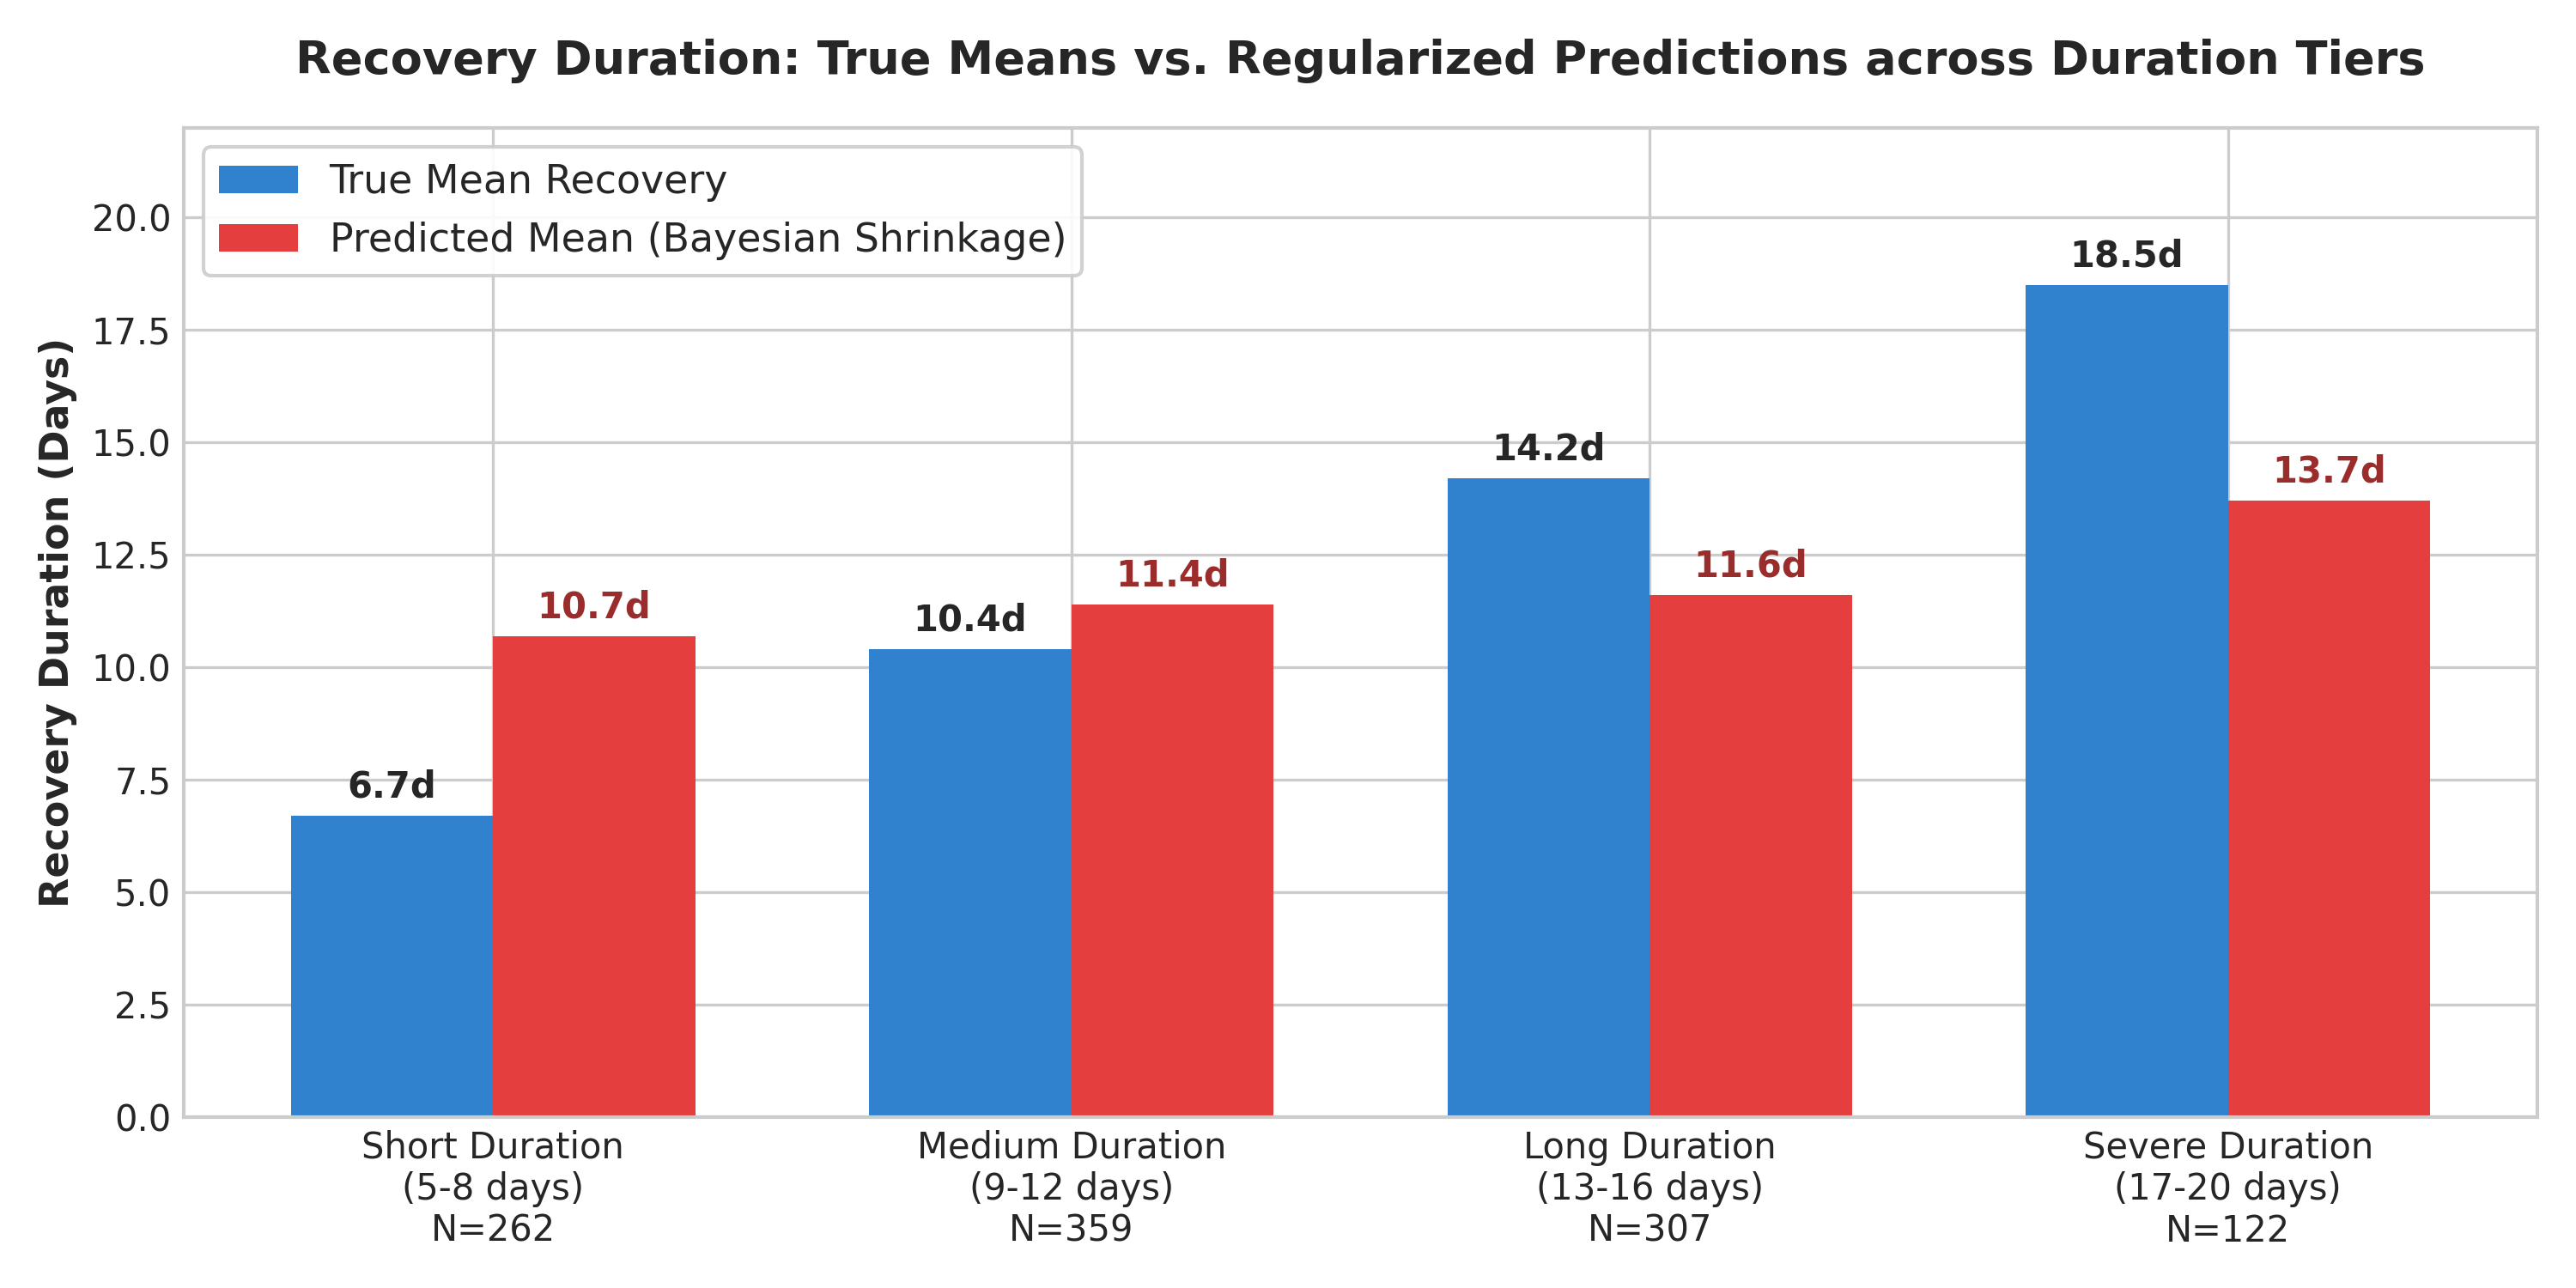 Recovery Duration: True Means vs. Regularized Predictions across Duration Tiers
True Mean Recovery
Predicted Mean (Bayesian Shrinkage)
Recovery Duration (Days)
20.0
17.5
15.0
12.5
10.0
7.5
5.0
2.5
0.0
6.7d
10.7d
10.4d
11.4d
14.2d
11.6d
18.5d
13.7d
Short Duration
(5-8 days)
N=262
Medium Duration
(9-12 days)
N=359
Long Duration
(13-16 days)
N=307
Severe Duration
(17-20 days)
N=122